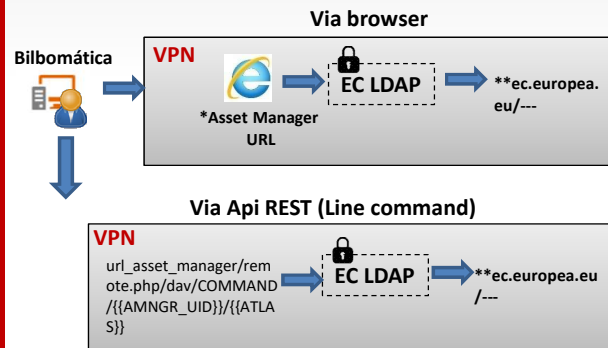 Via browser
Bilbomática
VPN
*Asset Manager
URL
EC LDAP
**ec.europea.
eu/---
Via Api REST (Line command)
VPN
url_asset_manager/rem
ote.php/dav/COMMAND
/{{AMNGR_UID}}/{{ATLA
S}}
EC LDAP
**ec.europea.eu
/---